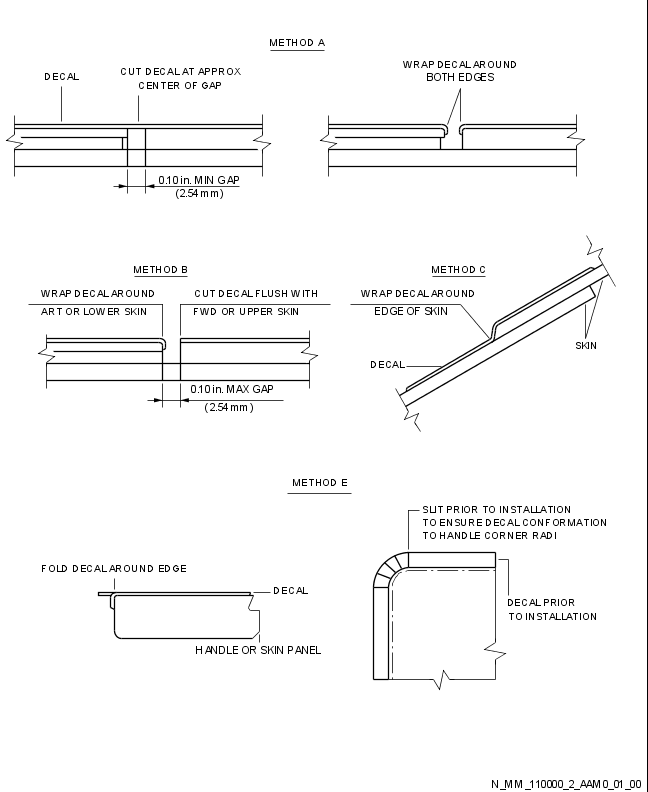 METHOD A
DECAL
CUT DECAL AT APPROX
CENTER OF GAP
WRAP DECAL AROUND
BOTH EDGES
0.10 in. MIN GAP
(2.54 mm)
METHOD B
WRAP DECAL AROUND
ART OR LOWER SKIN
CUT DECAL FLUSH WITH
FWD OR UPPER SKIN
0.10 in. MAX GAP
(2.54 mm)
METHOD C
WRAP DECAL AROUND
EDGE OF SKIN
SKIN
DECAL
METHOD E
FOLD DECAL AROUND EDGE
DECAL
HANDLE OR SKIN PANEL
SLIT PRIOR TO INSTALLATION
TO ENSURE DECAL CONFORMATION
TO HANDLE CORNER RADI
DECAL PRIOR
TO INSTALLATION
N_MM_110000_2_AAM0_01_00